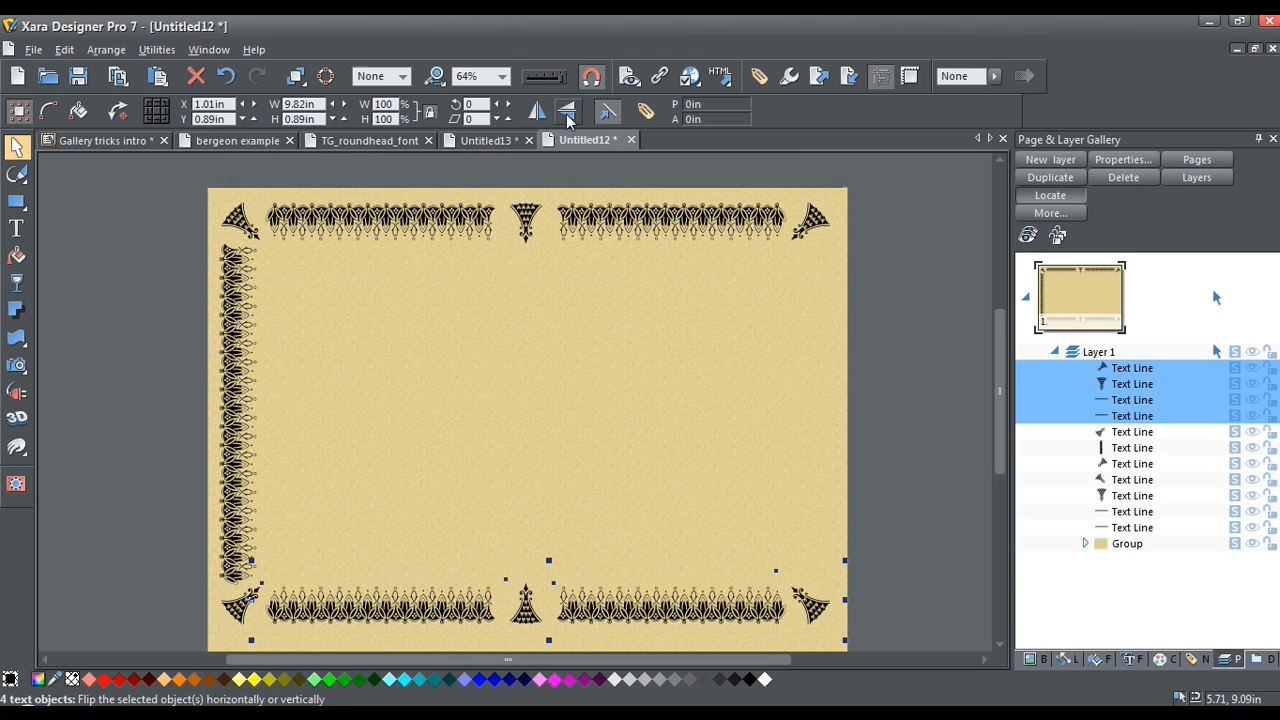 Xara Designer Pro 7 - [Untitled12 *]
File Edit Arrange Utilities Window Help
None 64% HTML None
X 1.01in W 9.82in W 100 % 0 P 0in
Y 0.89in H 0.89in H 100 % 0 A 0in
Gallery tricks intro * bergeon example * TG_roundhead_font * Untitled13 * Untitled12 * Page & Layer Gallery
New layer Properties... Pages
Duplicate Delete Layers
Locate
More...
1.
Layer 1
Text Line
Text Line
Text Line
Text Line
Text Line
Text Line
Text Line
Text Line
Text Line
Text Line
Text Line
Group
B L F F C N P D
4 text objects: Flip the selected object(s) horizontally or vertically 5.71, 9.09in